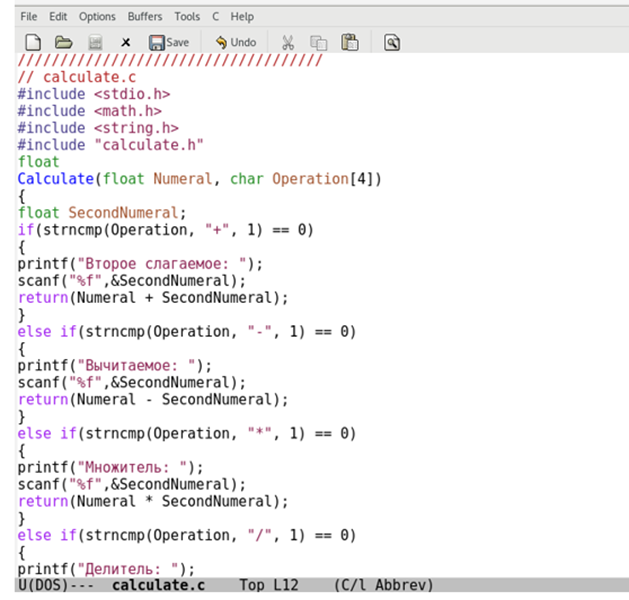 File Edit Options Buffers Tools C Help
Save Undo
////////////////////////////////////
// calculate.c
#include <stdio.h>
#include <math.h>
#include <string.h>
#include "calculate.h"
float
Calculate(float Numeral, char Operation[4])
{
float SecondNumeral;
if(strncmp(Operation, "+", 1) == 0)
{
printf("Второе слагаемое: ");
scanf("%f",&SecondNumeral);
return(Numeral + SecondNumeral);
}
else if(strncmp(Operation, "-", 1) == 0)
{
printf("Вычитаемое: ");
scanf("%f",&SecondNumeral);
return(Numeral - SecondNumeral);
}
else if(strncmp(Operation, "*", 1) == 0)
{
printf("Множитель: ");
scanf("%f",&SecondNumeral);
return(Numeral * SecondNumeral);
}
else if(strncmp(Operation, "/", 1) == 0)
{
printf("Делитель: ");
U(DOS)--- calculate.c Top L12 (C/l Abbrev)